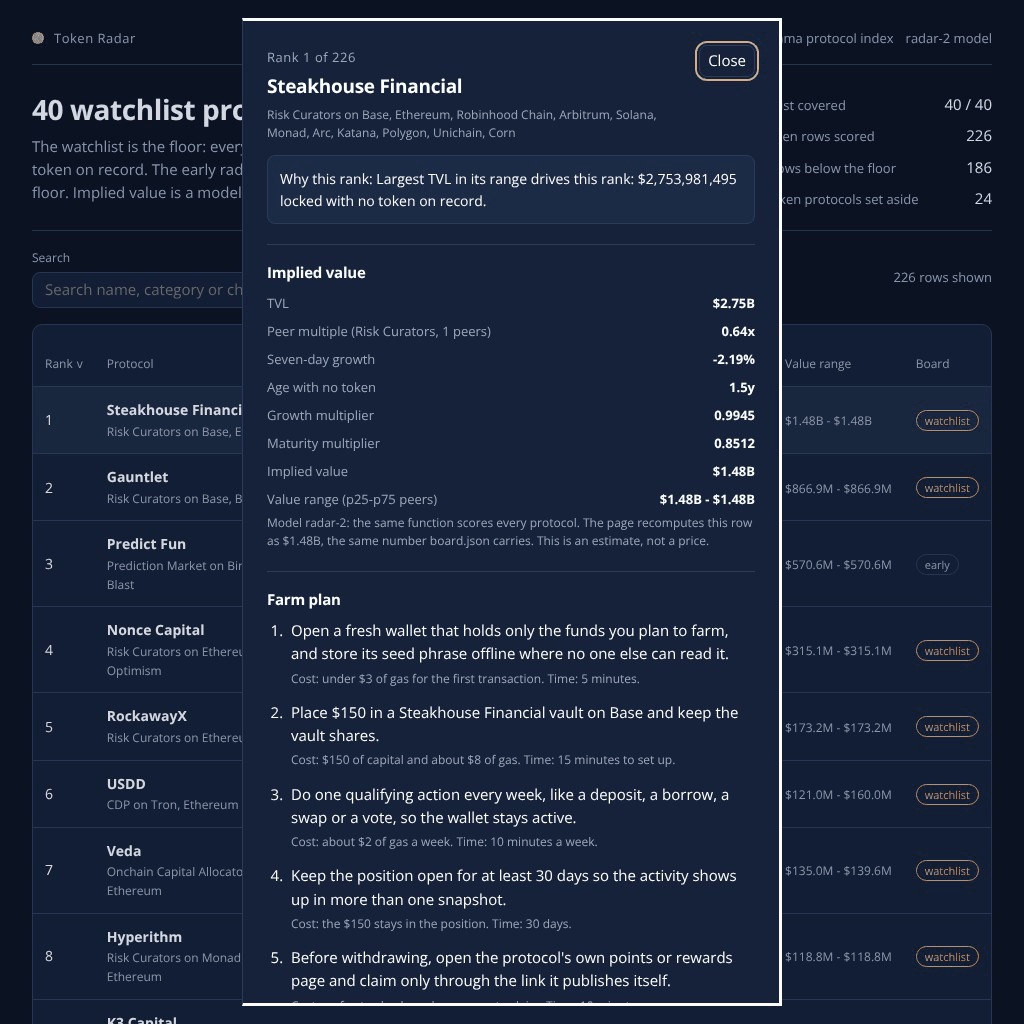 Token Radar
ma protocol index radar-2 model
Rank 1 of 226
Close
Steakhouse Financial
Risk Curators on Base, Ethereum, Robinhood Chain, Arbitrum, Solana,
Monad, Arc, Katana, Polygon, Unichain, Corn
Why this rank: Largest TVL in its range drives this rank: $2,753,981,495
locked with no token on record.
Implied value
TVL $2.75B
Peer multiple (Risk Curators, 1 peers) 0.64x
Seven-day growth -2.19%
Age with no token 1.5y
Growth multiplier 0.9945
Maturity multiplier 0.8512
Implied value $1.48B
Value range (p25-p75 peers) $1.48B - $1.48B
Model radar-2: the same function scores every protocol. The page recomputes this row
as $1.48B, the same number board.json carries. This is an estimate, not a price.
Farm plan
1. Open a fresh wallet that holds only the funds you plan to farm,
and store its seed phrase offline where no one else can read it.
Cost: under $3 of gas for the first transaction. Time: 5 minutes.
2. Place $150 in a Steakhouse Financial vault on Base and keep the
vault shares.
Cost: $150 of capital and about $8 of gas. Time: 15 minutes to set up.
3. Do one qualifying action every week, like a deposit, a borrow, a
swap or a vote, so the wallet stays active.
Cost: about $2 of gas a week. Time: 10 minutes a week.
4. Keep the position open for at least 30 days so the activity shows
up in more than one snapshot.
Cost: the $150 stays in the position. Time: 30 days.
5. Before withdrawing, open the protocol's own points or rewards
page and claim only through the link it publishes itself.
40 watchlist pro
The watchlist is the floor: every
token on record. The early rad
floor. Implied value is a model
st covered 40 / 40
en rows scored 226
ows below the floor 186
ken protocols set aside 24
Search
Search name, category or ch
226 rows shown
Rank v Protocol Value range Board
1 Steakhouse Financi $1.48B - $1.48B watchlist
Risk Curators on Base, E
2 Gauntlet $866.9M - $866.9M watchlist
Risk Curators on Base, B
3 Predict Fun $570.6M - $570.6M early
Prediction Market on Bin
Blast
4 Nonce Capital $315.1M - $315.1M watchlist
Risk Curators on Ethereu
Optimism
5 RockawayX $173.2M - $173.2M watchlist
Risk Curators on Ethereu
6 USDD $121.0M - $160.0M watchlist
CDP on Tron, Ethereum
7 Veda $135.0M - $139.6M watchlist
Onchain Capital Allocato
Ethereum
8 Hyperithm $118.8M - $118.8M watchlist
Risk Curators on Monad
Ethereum
K3 Capital